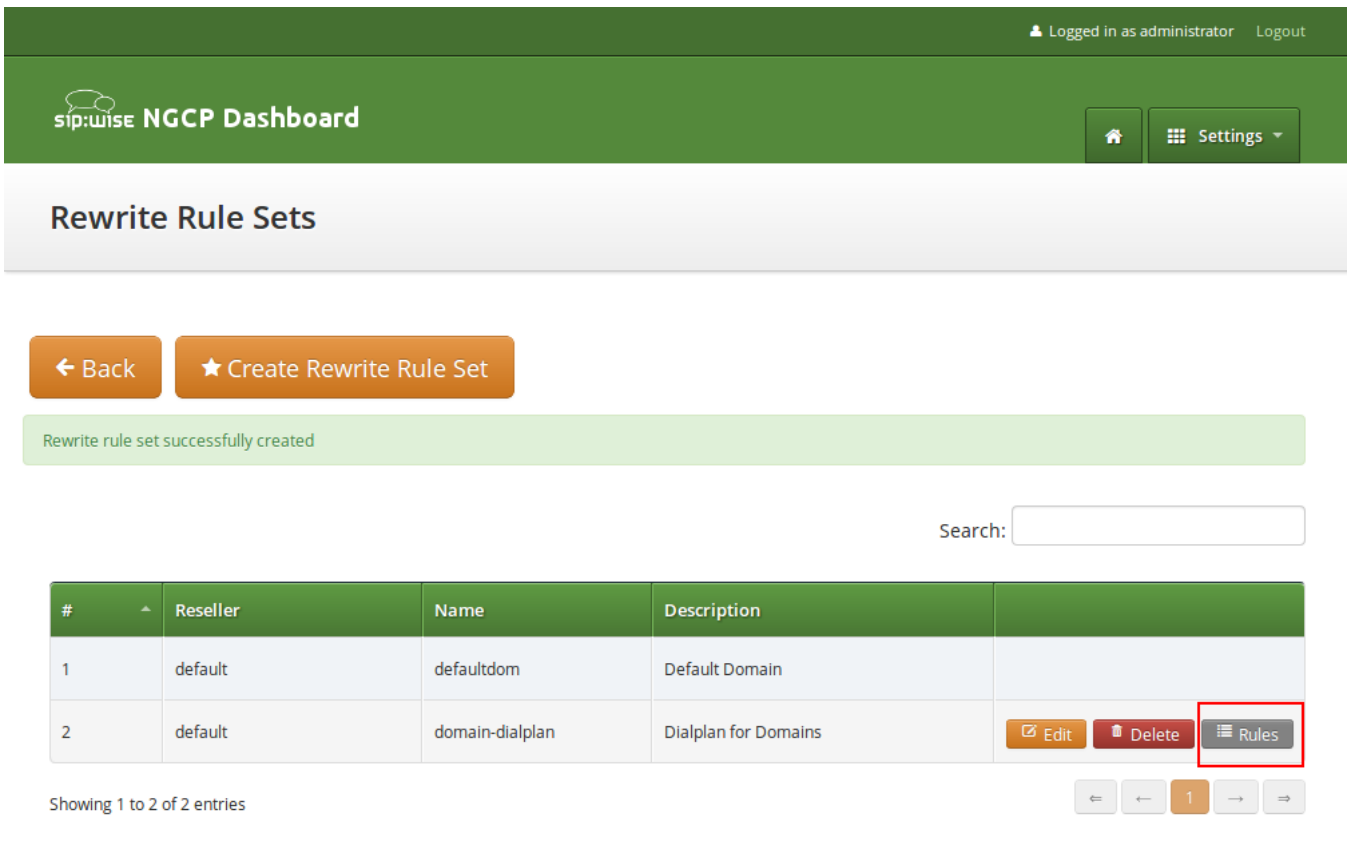 Logged in as administrator Logout
sip:wise NGCP Dashboard
Settings
Rewrite Rule Sets
Back Create Rewrite Rule Set
Rewrite rule set successfully created
Search:
# Reseller Name Description
1 default defaultdom Default Domain
2 default domain-dialplan Dialplan for Domains Edit Delete Rules
Showing 1 to 2 of 2 entries ⇐ ← 1 → ⇒